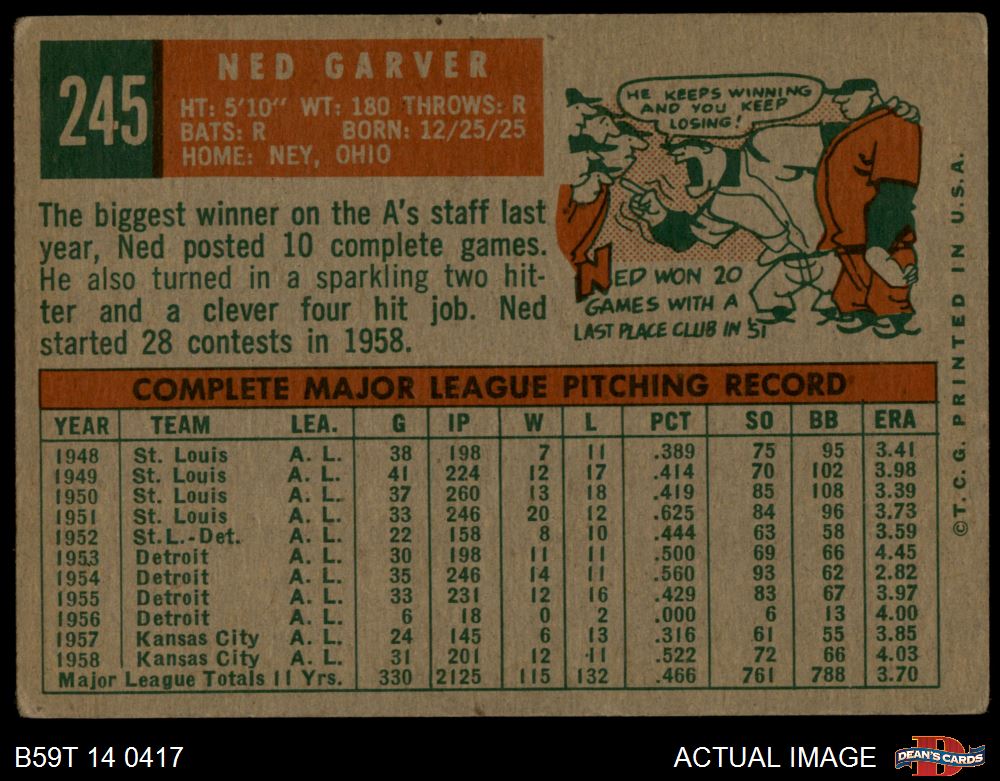 245
NED GARVER
HT: 5'10" WT: 180 THROWS: R
BATS: R BORN: 12/25/25
HOME: NEY, OHIO
The biggest winner on the A's staff last
year, Ned posted 10 complete games.
He also turned in a sparkling two hit-
ter and a clever four hit job. Ned
started 28 contests in 1958.
HE KEEPS WINNING
AND YOU KEEP
LOSING!
NED WON 20
GAMES WITH A
LAST PLACE CLUB IN '51
COMPLETE MAJOR LEAGUE PITCHING RECORD
YEAR TEAM LEA. G IP W L PCT SO BB ERA
1948 St. Louis A. L. 38 198 7 11 .389 75 95 3.41
1949 St. Louis A. L. 41 224 12 17 .414 70 102 3.98
1950 St. Louis A. L. 37 260 13 18 .419 85 108 3.39
1951 St. Louis A. L. 33 246 20 12 .625 84 96 3.73
1952 St.L.-Det. A. L. 22 158 8 10 .444 63 58 3.59
1953 Detroit A. L. 30 198 11 11 .500 69 66 4.45
1954 Detroit A. L. 35 246 14 11 .560 93 62 2.82
1955 Detroit A. L. 33 231 12 16 .429 83 67 3.97
1956 Detroit A. L. 6 18 0 2 .000 6 13 4.00
1957 Kansas City A. L. 24 145 6 13 .316 61 55 3.85
1958 Kansas City A. L. 31 201 12 11 .522 72 66 4.03
Major League Totals 11 Yrs. 330 2125 115 132 .466 761 788 3.70
©T. C. G. PRINTED IN U.S.A.
B59T 14 0417
ACTUAL IMAGE
D
DEAN'S CARDS